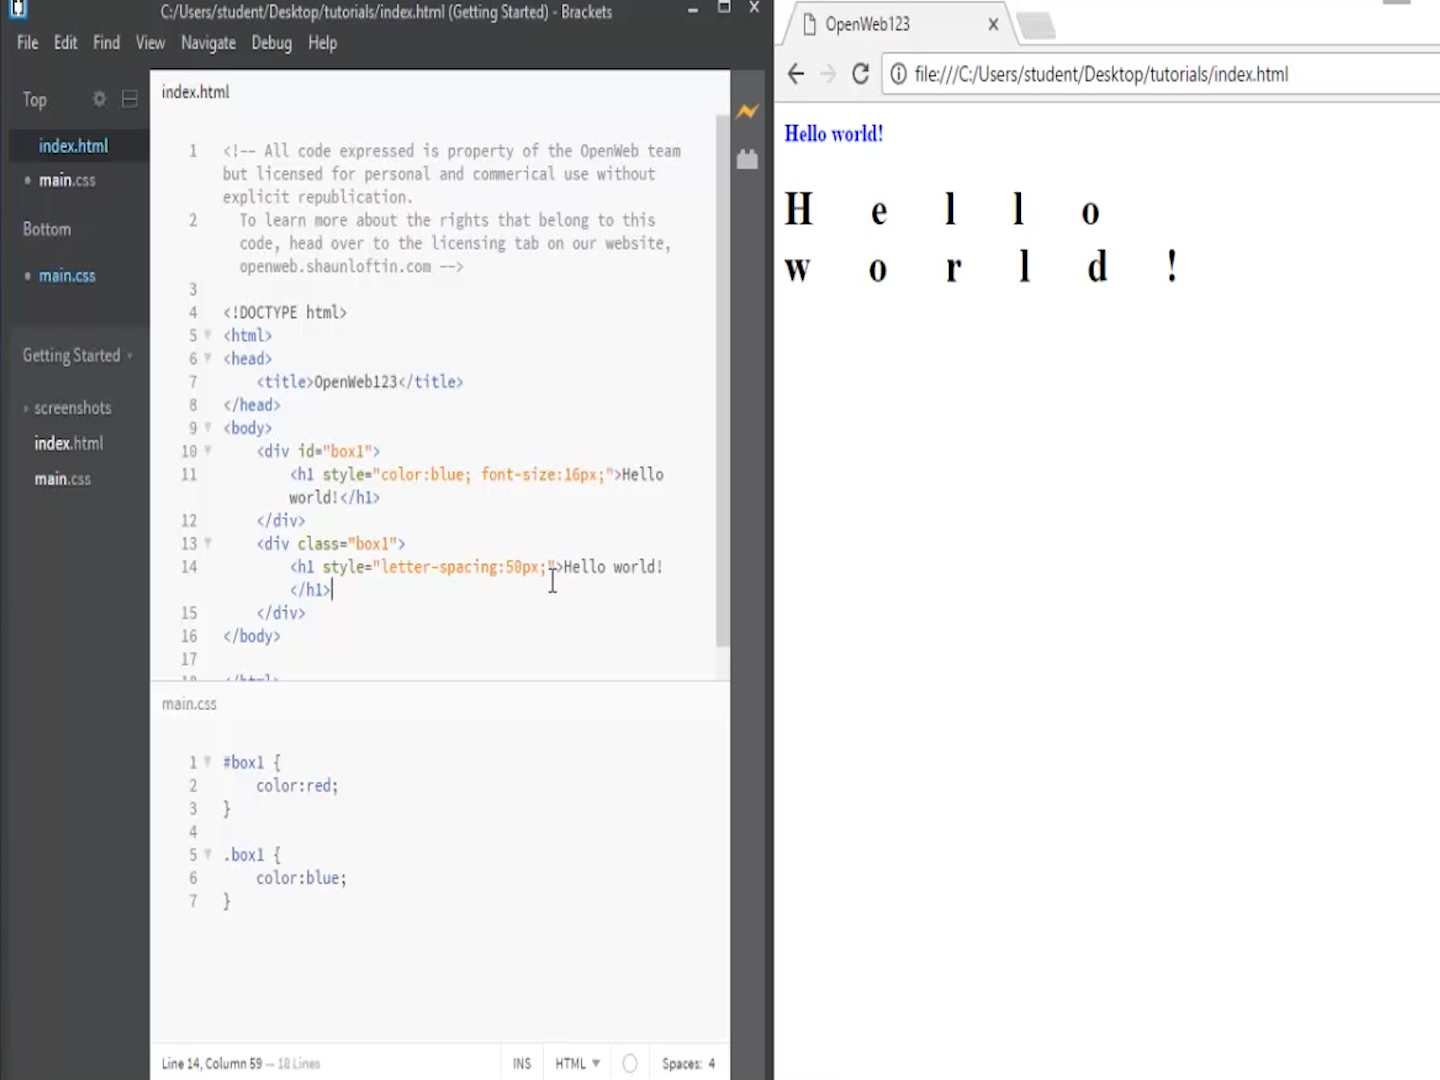 C:/Users/student/Desktop/tutorials/index.html (Getting Started) - Brackets
File Edit Find View Navigate Debug Help
Top
index.html
main.css
Bottom
main.css
Getting Started
screenshots
index.html
main.css
index.html
1 <!-- All code expressed is property of the OpenWeb team
but licensed for personal and commerical use without
explicit republication.
2 To learn more about the rights that belong to this
code, head over to the licensing tab on our website,
openweb.shaunloftin.com -->
3
4 <!DOCTYPE html>
5 <html>
6 <head>
7 <title>OpenWeb123</title>
8 </head>
9 <body>
10 <div id="box1">
11 <h1 style="color:blue; font-size:16px;">Hello
world!</h1>
12 </div>
13 <div class="box1">
14 <h1 style="letter-spacing:50px;">Hello world!
</h1>
15 </div>
16 </body>
17
18 </html>
main.css
1 #box1 {
2 color:red;
3 }
4
5 .box1 {
6 color:blue;
7 }
Line 14, Column 59 — 18 Lines
INS HTML Spaces: 4
OpenWeb123
file:///C:/Users/student/Desktop/tutorials/index.html
Hello world!
H e l l o
w o r l d !